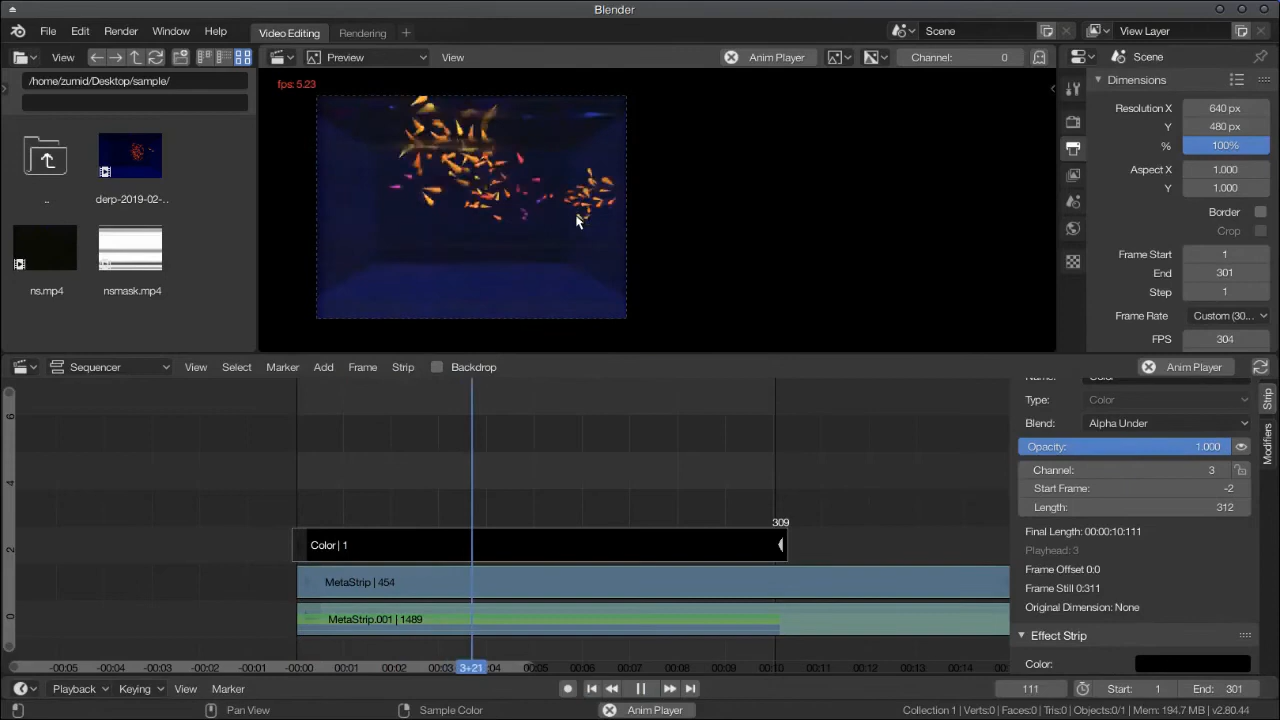 Blender
File Edit Render Window Help Video Editing Rendering + Scene View Layer
View Preview View Anim Player Channel: 0 Scene
/home/zumid/Desktop/sample/
fps: 5.23
..
derp-2019-02-..
ns.mp4
nsmask.mp4
Dimensions
Resolution X 640 px
Y 480 px
% 100%
Aspect X 1.000
Y 1.000
Border
Crop
Frame Start 1
End 301
Step 1
Frame Rate Custom (30...
FPS 304
Sequencer View Select Marker Add Frame Strip Backdrop Anim Player
6
4
2
0
309
Color | 1
MetaStrip | 454
MetaStrip.001 | 1489
Type: Color
Blend: Alpha Under
Opacity: 1.000
Channel: 3
Start Frame: -2
Length: 312
Final Length: 00:00:10:111
Playhead: 3
Frame Offset 0:0
Frame Still 0:311
Original Dimension: None
Effect Strip
Color:
Strip
Modifiers
-00:05 -00:04 -00:03 -00:02 -00:01 -00:00 00:01 00:02 00:03 3+21 :04 00:05 00:06 00:07 00:08 00:09 00:10 00:11 00:12 00:13 00:14
Playback Keying View Marker 111 Start: 1 End: 301
Pan View Sample Color Anim Player Collection 1 | Verts:0 | Faces:0 | Tris:0 | Objects:0/1 | Mem: 194.7 MB | v2.80.44